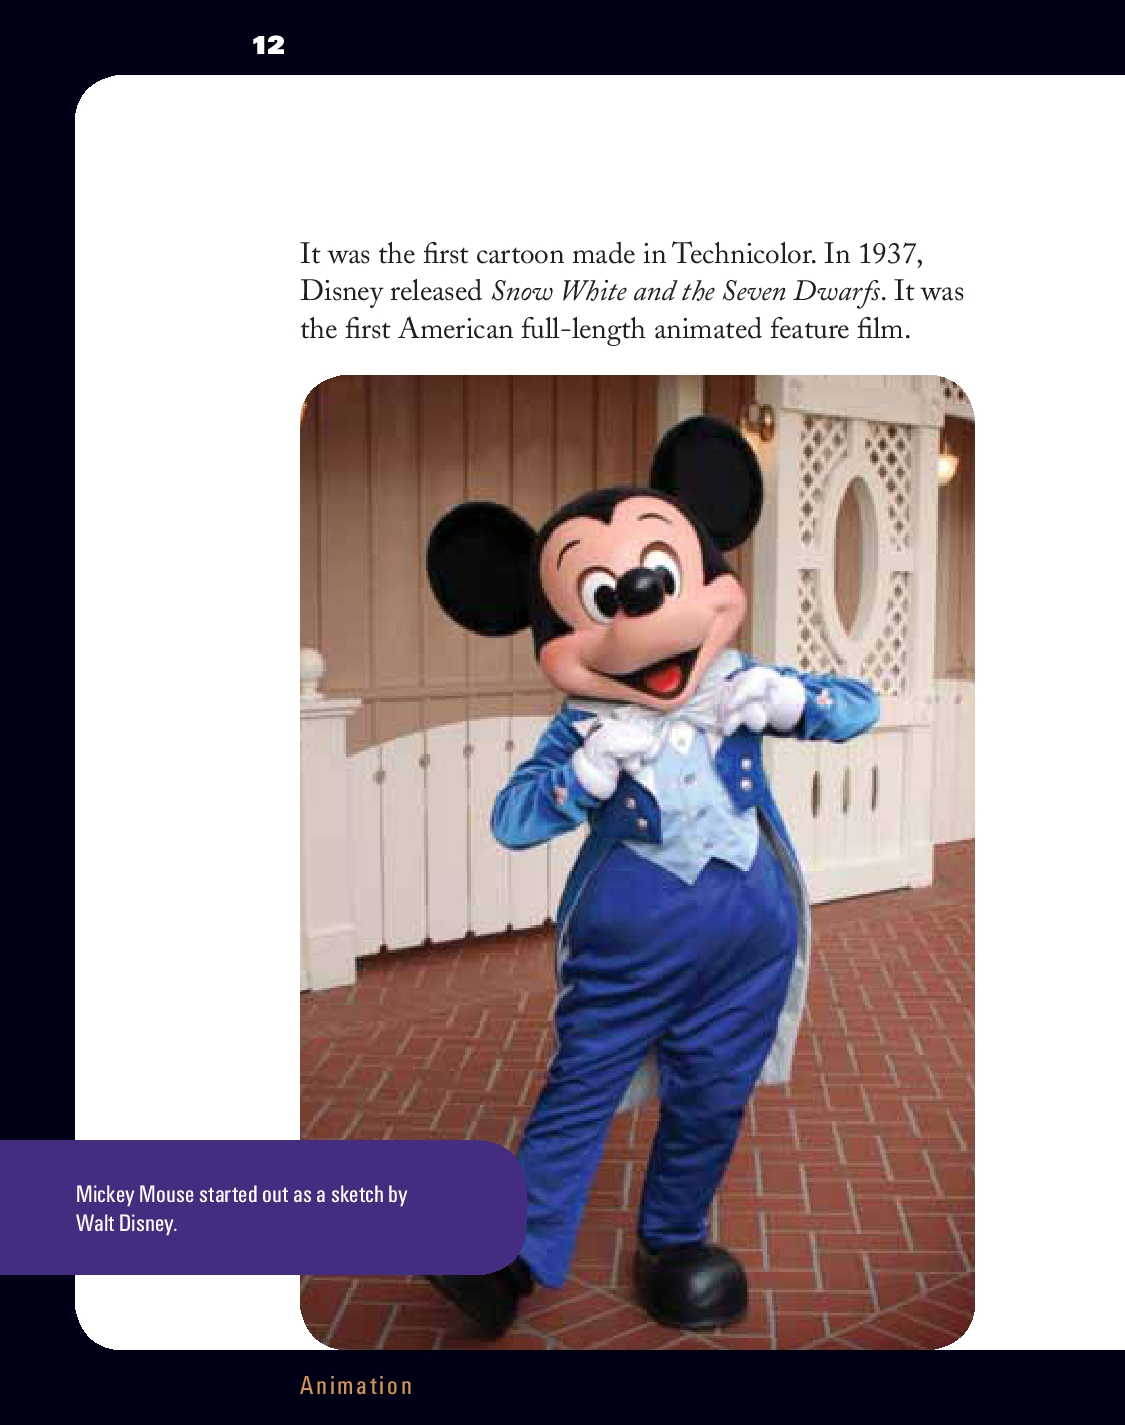 12
It was the first cartoon made in Technicolor. In 1937,
Disney released Snow White and the Seven Dwarfs. It was
the first American full-length animated feature film.
Mickey Mouse started out as a sketch by
Walt Disney.
Animation